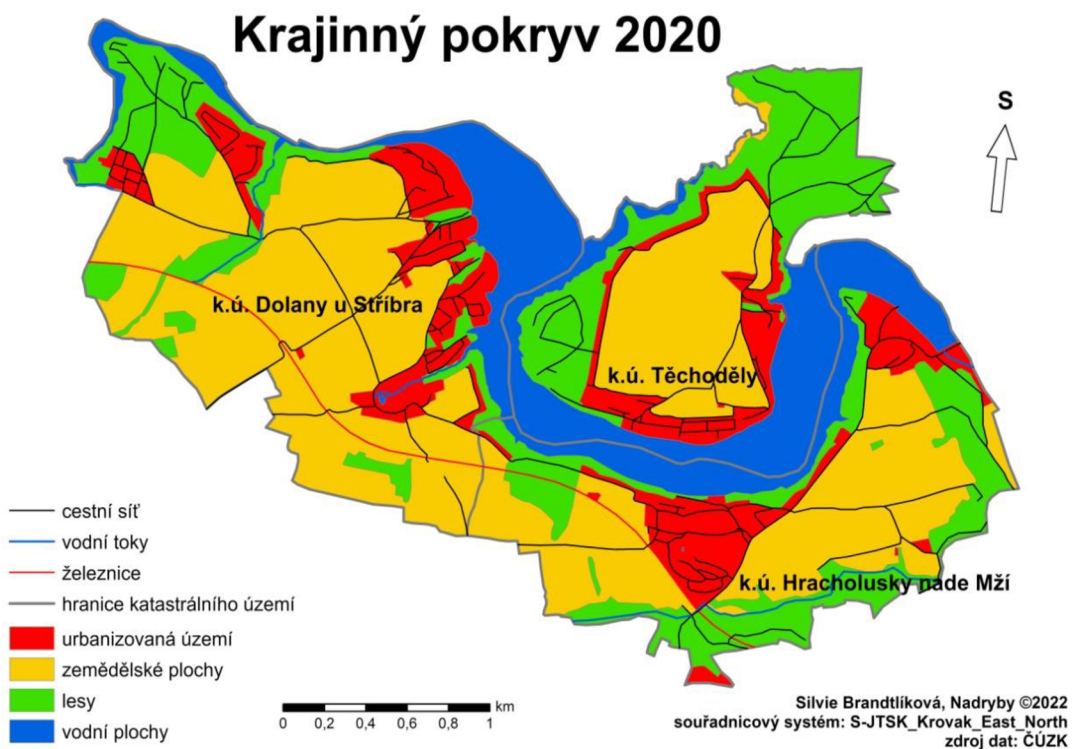 Krajinný pokryv 2020
S
k.ú. Dolany u Stříbra
k.ú. Těchoděly
k.ú. Hracholusky nade Mží
cestní síť
vodní toky
železnice
hranice katastrálního území
urbanizovaná území
zemědělské plochy
lesy
vodní plochy
km
0 0,2 0,4 0,6 0,8 1
Silvie Brandtlíková, Nadryby ©2022
souřadnicový systém: S-JTSK_Krovak_East_North
zdroj dat: ČÚZK